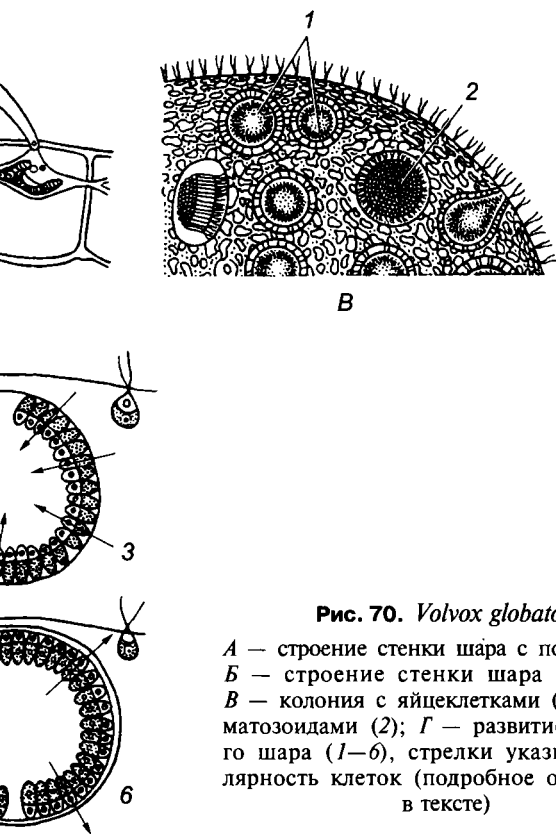 1
2
В
3
6
Рис. 70. Volvox globato
А — строение стенки шара с по
Б — строение стенки шара
В — колония с яйцеклетками (
матозоидами (2); Г — развити
го шара (1—6), стрелки указы
лярность клеток (подробное о
в тексте)